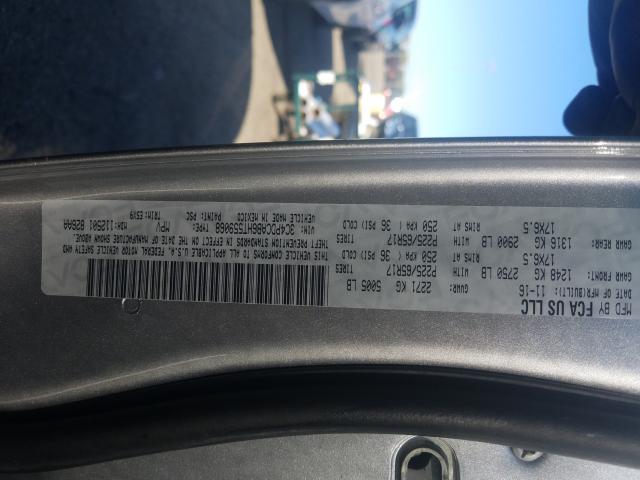 MFD BY FCA US LLC
DATE OF MFR(BUILT): 11-16 GVWR: 2271 KG 5005 LB
GAWR FRONT: 1248 KG 2750 LB WITH P225/65R17 TIRES
17X6.5 RIMS AT 250 KPA ( 36 PSI) COLD
GAWR REAR: 1316 KG 2900 LB WITH P225/65R17 TIRES
17X6.5 RIMS AT 250 KPA ( 36 PSI) COLD
THIS VEHICLE CONFORMS TO ALL APPLICABLE U.S.A. FEDERAL MOTOR VEHICLE SAFETY AND
THEFT PREVENTION STANDARDS IN EFFECT ON THE DATE OF MANUFACTURE SHOWN ABOVE.
VIN: 3C4PDCAB8HT559068 TYPE: MPV MDH: 112501 826AA
VEHICLE MADE IN MEXICO PAINT: PSC TRIM: E5X9